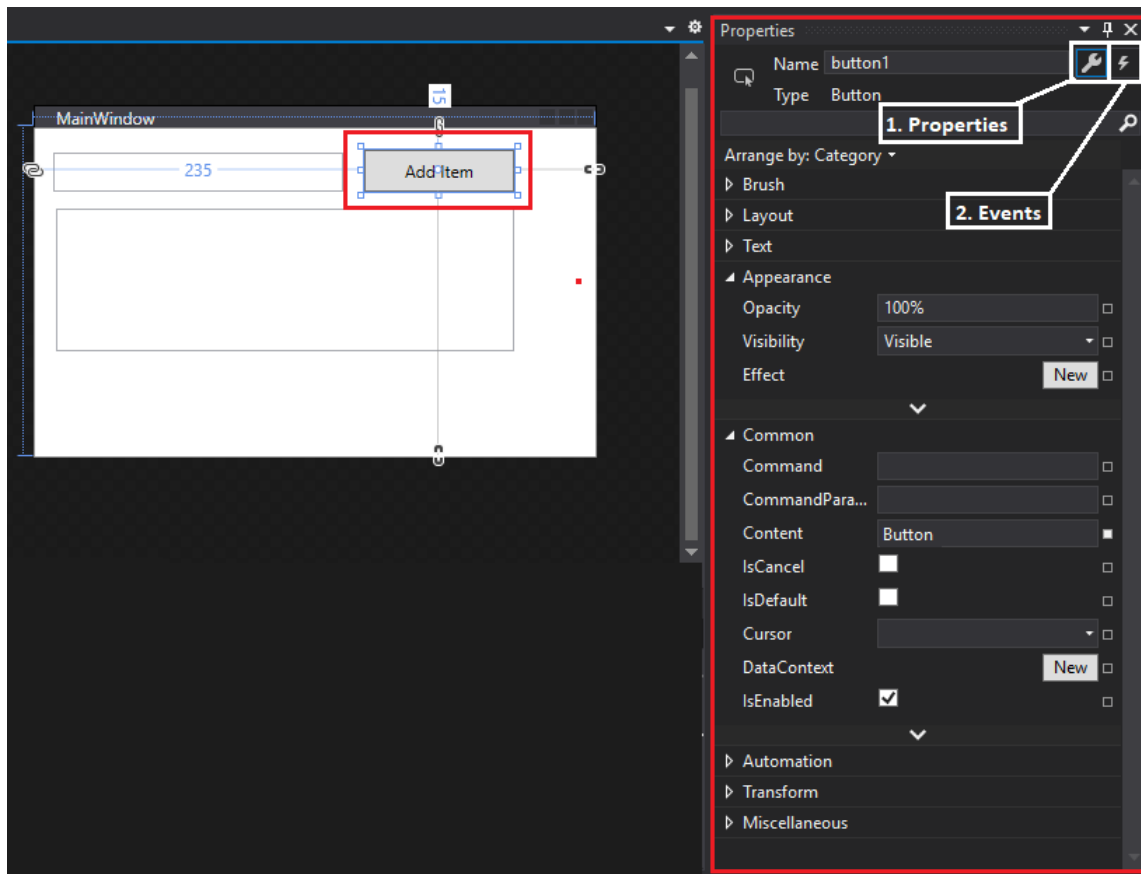 Properties
Name button1
Type Button
1. Properties
Arrange by: Category
Brush
2. Events
Layout
Text
Appearance
Opacity 100%
Visibility Visible
Effect New
Common
Command
CommandPara...
Content Button
IsCancel
IsDefault
Cursor
DataContext New
IsEnabled
Automation
Transform
Miscellaneous
15
MainWindow
235
Add Item